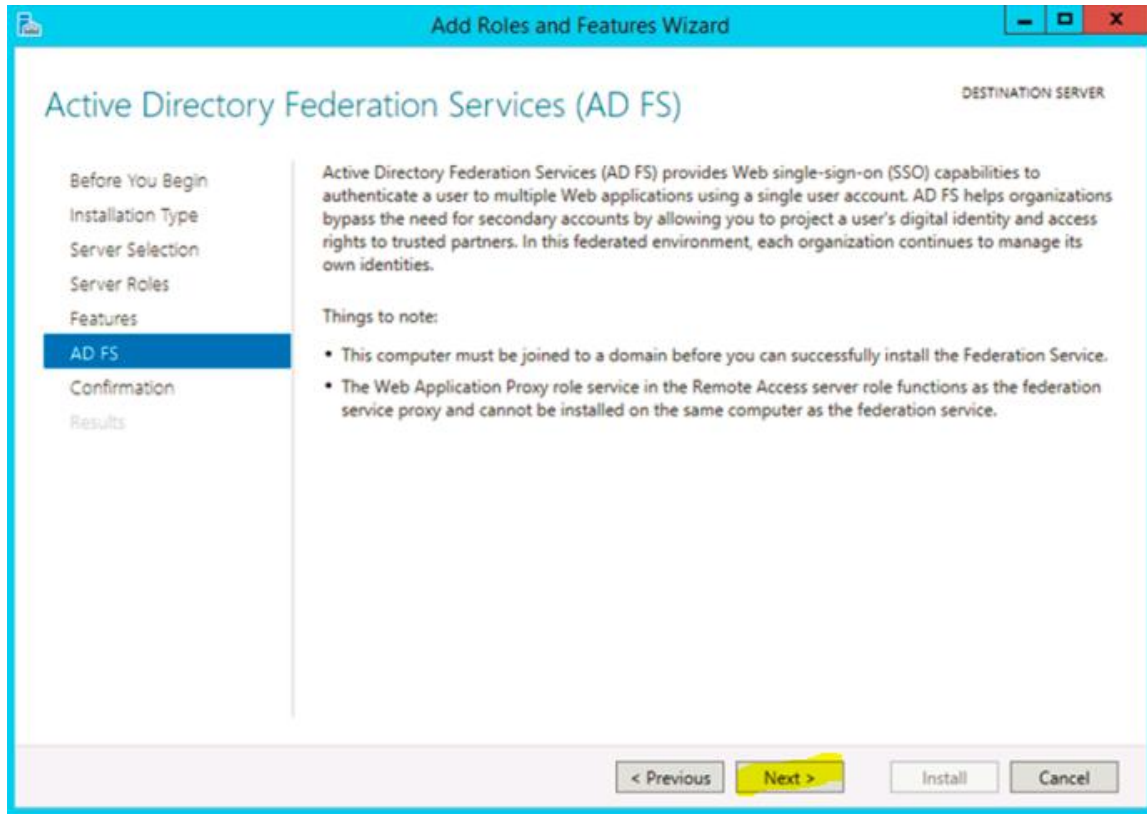 Add Roles and Features Wizard
Active Directory Federation Services (AD FS)
DESTINATION SERVER
Before You Begin
Installation Type
Server Selection
Server Roles
Features
AD FS
Confirmation
Results
Active Directory Federation Services (AD FS) provides Web single-sign-on (SSO) capabilities to
authenticate a user to multiple Web applications using a single user account. AD FS helps organizations
bypass the need for secondary accounts by allowing you to project a user's digital identity and access
rights to trusted partners. In this federated environment, each organization continues to manage its
own identities.
Things to note:
• This computer must be joined to a domain before you can successfully install the Federation Service.
• The Web Application Proxy role service in the Remote Access server role functions as the federation
service proxy and cannot be installed on the same computer as the federation service.
< Previous
Next >
Install
Cancel